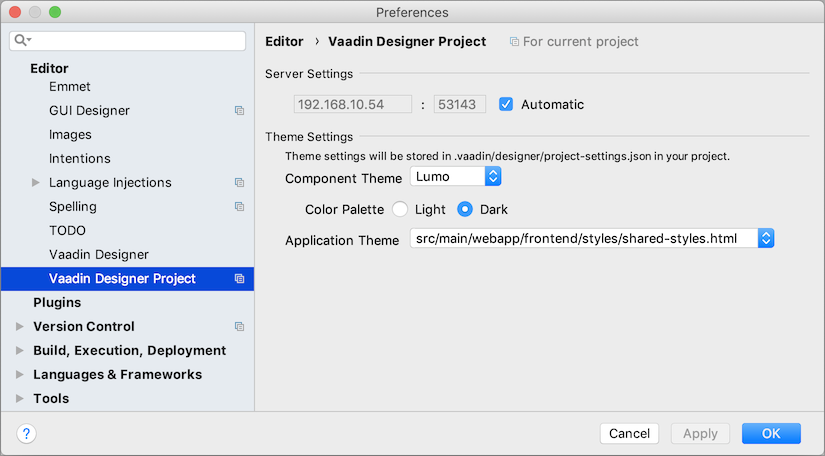 Preferences
Editor
Emmet
GUI Designer
Images
Intentions
Language Injections
Spelling
TODO
Vaadin Designer
Vaadin Designer Project
Plugins
Version Control
Build, Execution, Deployment
Languages & Frameworks
Tools
Editor › Vaadin Designer Project For current project
Server Settings
192.168.10.54 : 53143 Automatic
Theme Settings
Theme settings will be stored in .vaadin/designer/project-settings.json in your project.
Component Theme Lumo
Color Palette Light Dark
Application Theme src/main/webapp/frontend/styles/shared-styles.html
? Cancel Apply OK